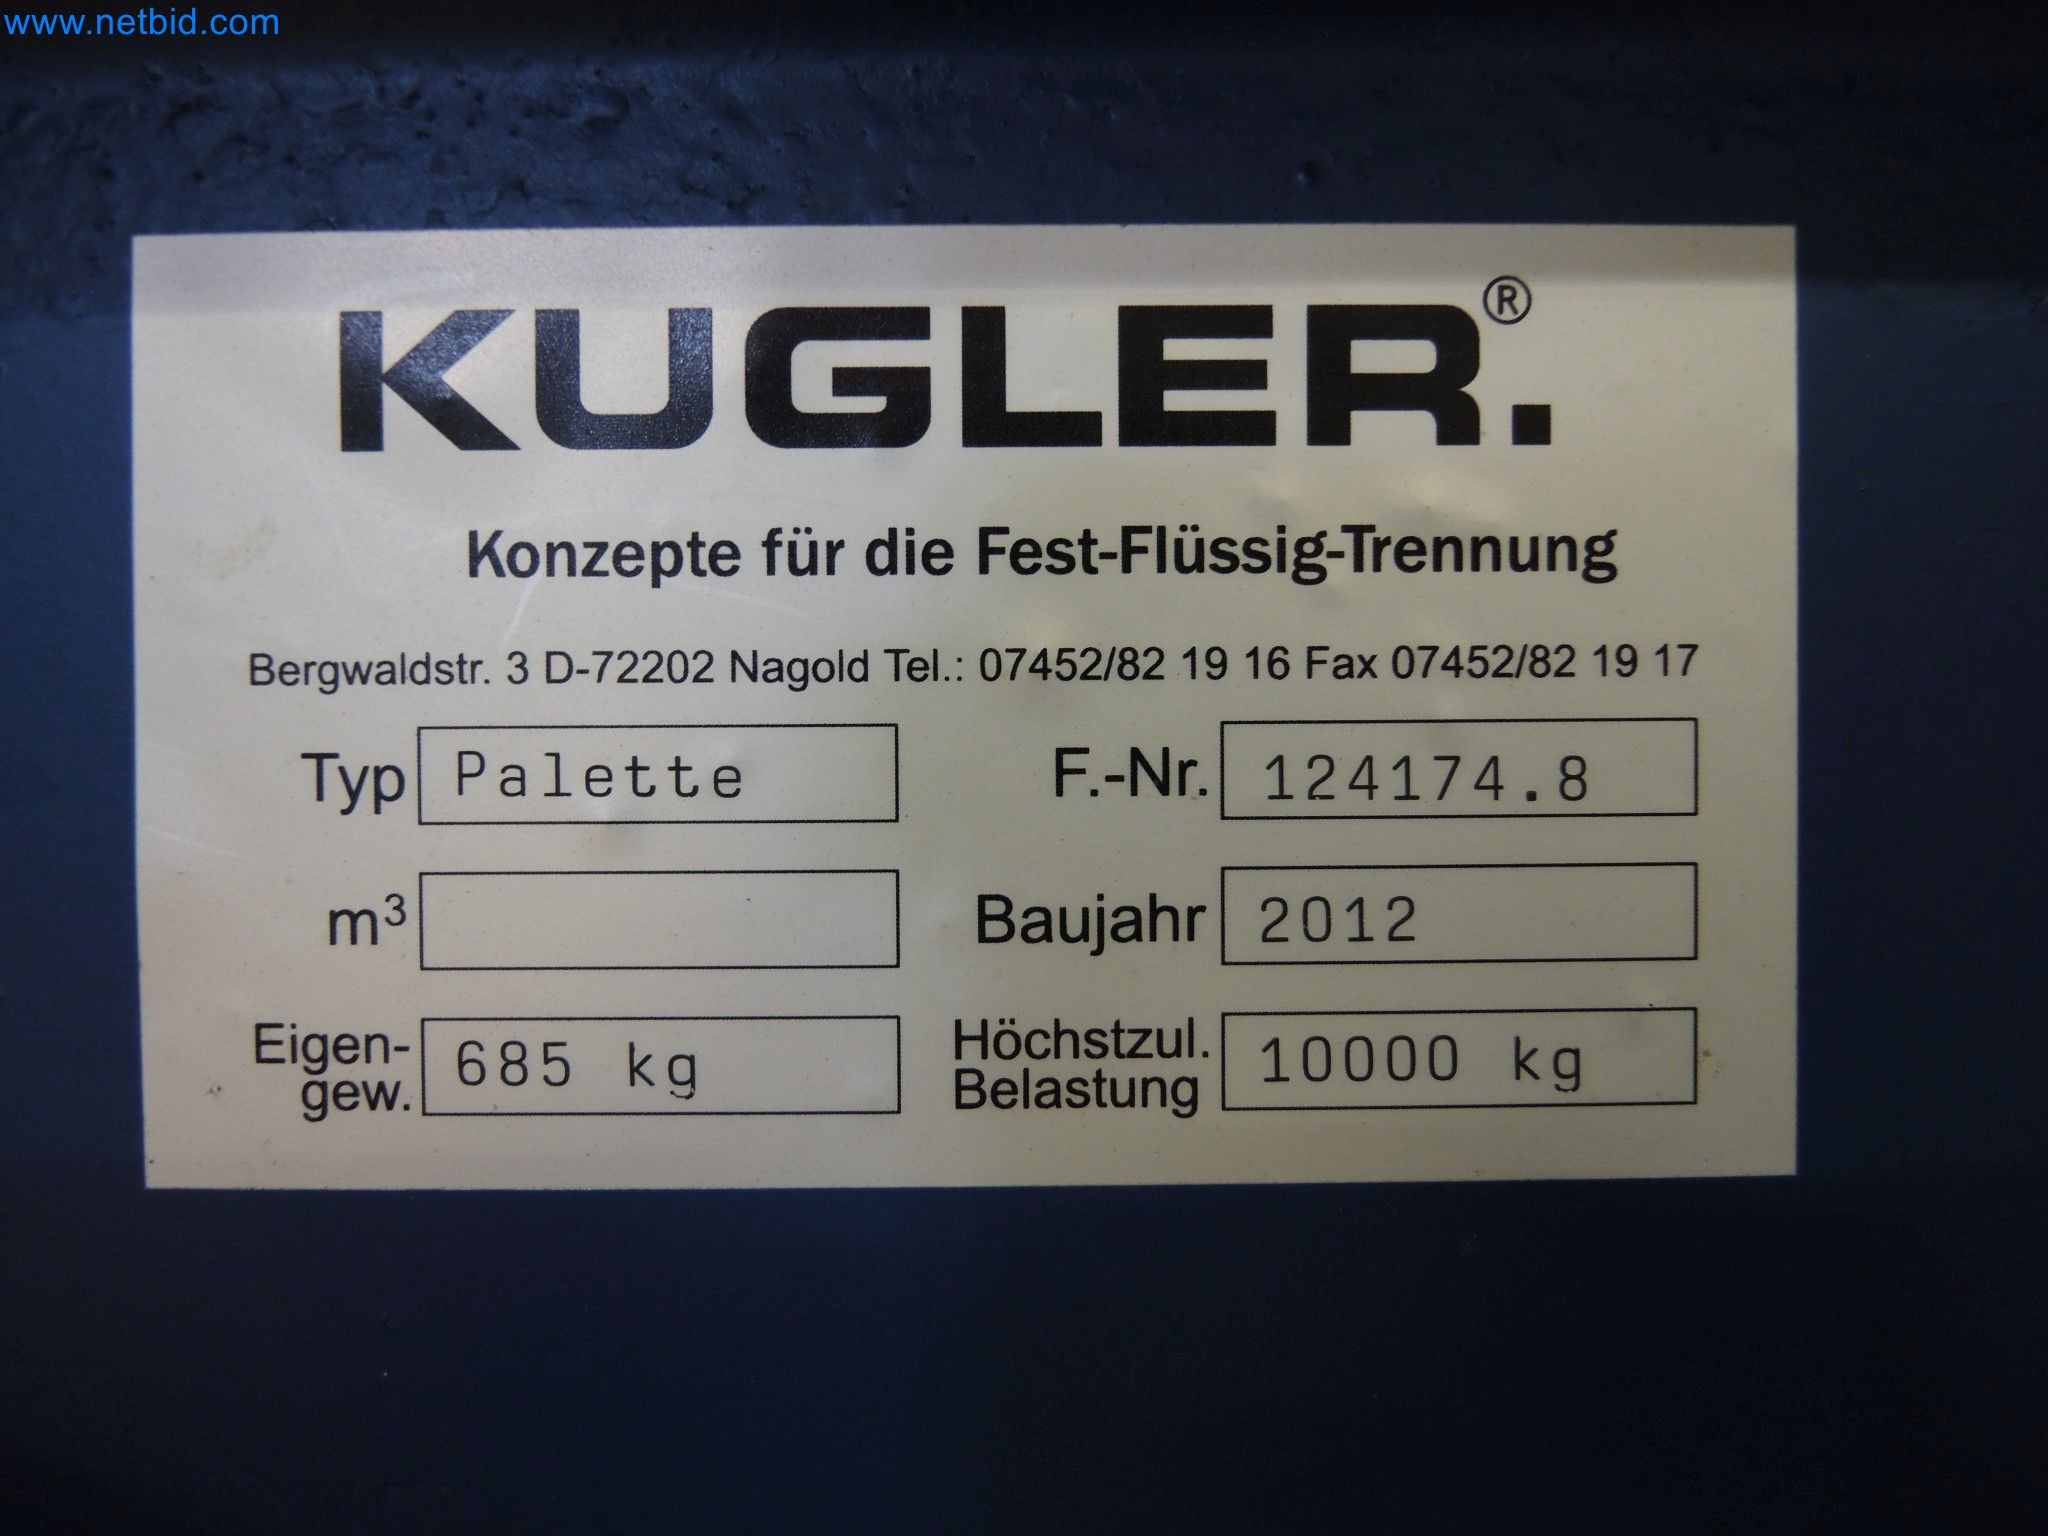 www.netbid.com
KUGLER.®
Konzepte für die Fest-Flüssig-Trennung
Bergwaldstr. 3 D-72202 Nagold Tel.: 07452/82 19 16 Fax 07452/82 19 17
Typ Palette F.-Nr. 124174.8
m³ Baujahr 2012
Eigen-
gew. 685 kg Höchstzul.
Belastung 10000 kg